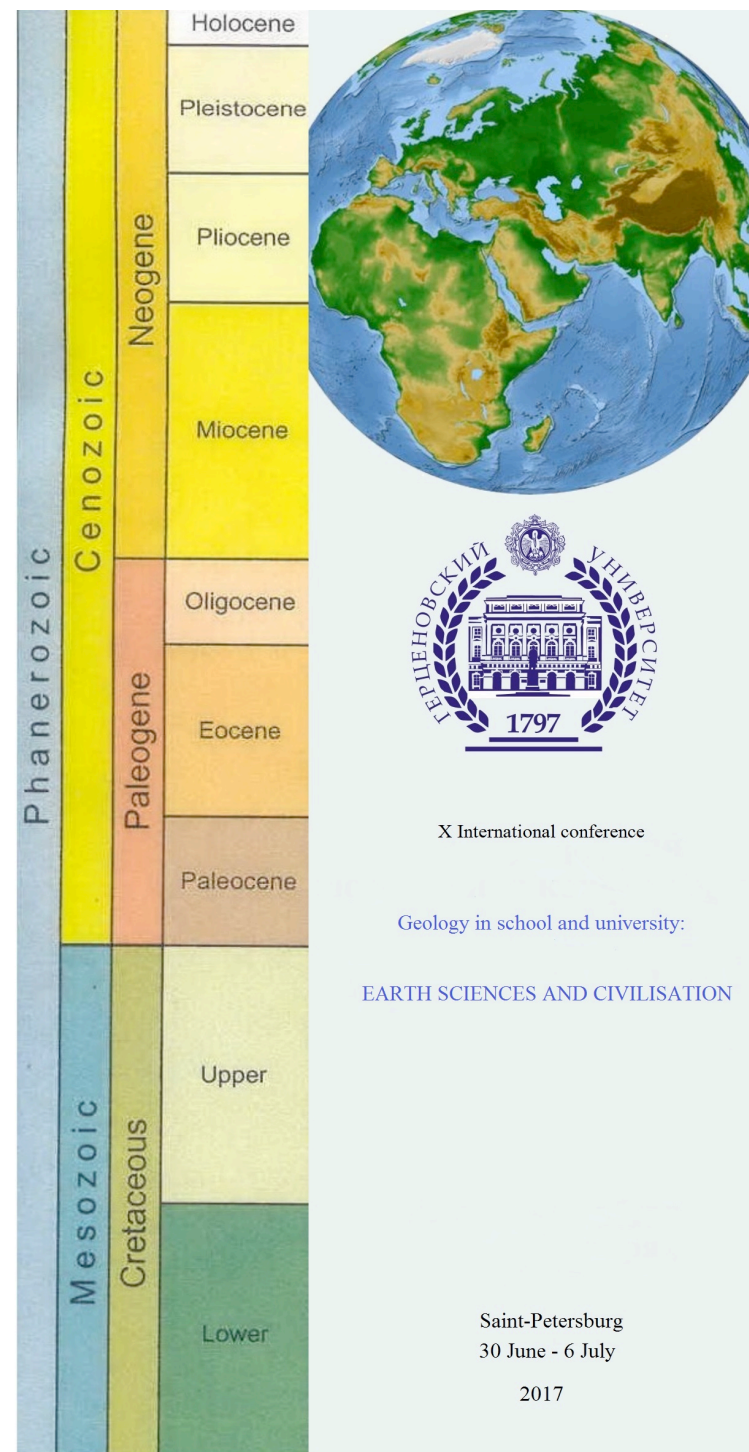 Phanerozoic
Cenozoic
Mesozoic
Neogene
Paleogene
Cretaceous
Holocene
Pleistocene
Pliocene
Miocene
Oligocene
Eocene
Paleocene
Upper
Lower
ГЕРЦЕНОВСКИЙ УНИВЕРСИТЕТ
1797
X International conference
Geology in school and university:
EARTH SCIENCES AND CIVILISATION
Saint-Petersburg
30 June - 6 July
2017